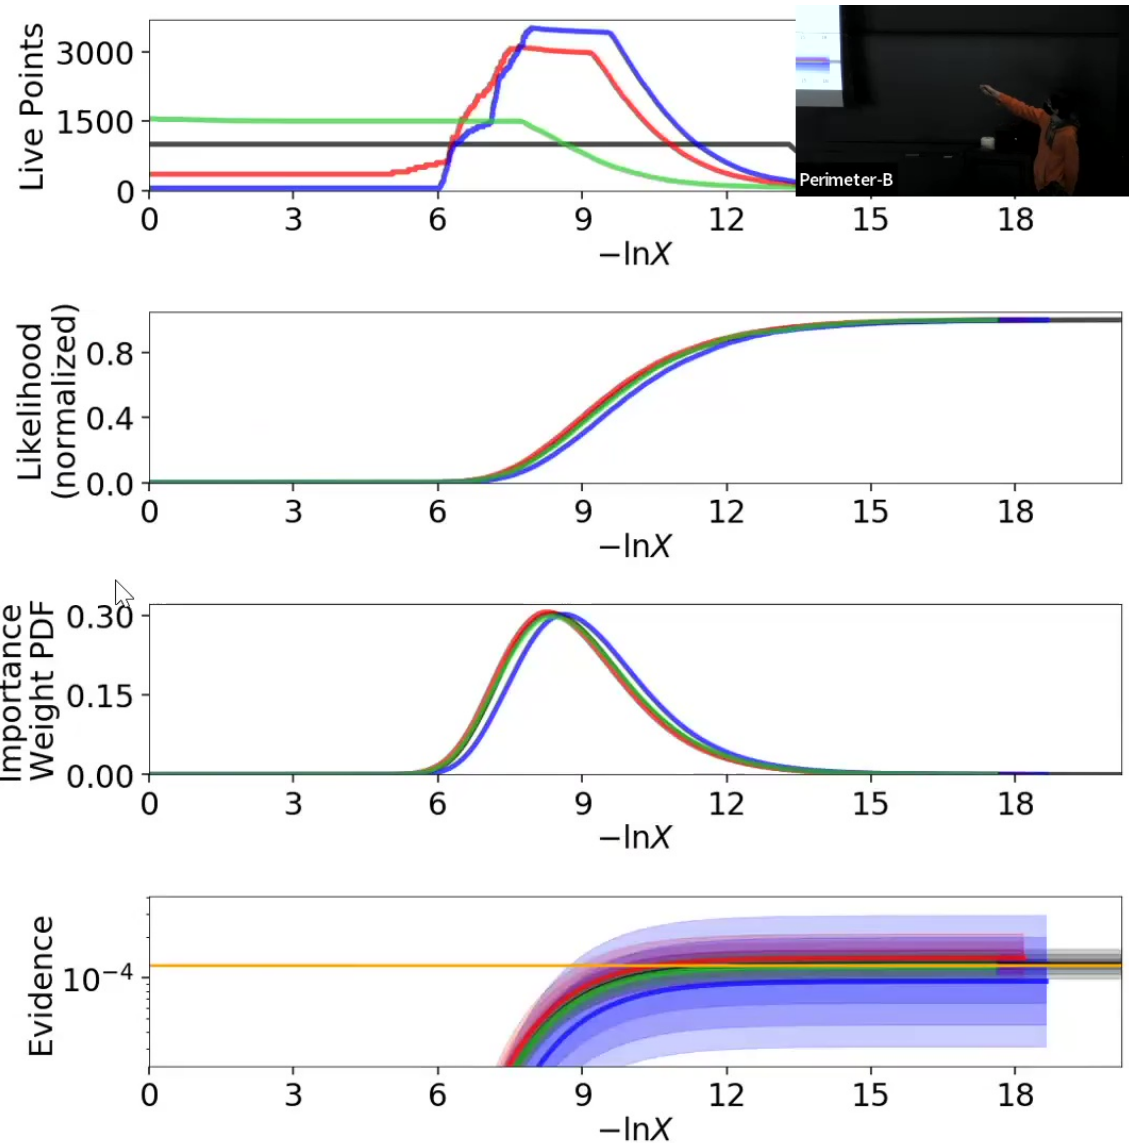 Live Points
3000
1500
0
Perimeter-B
0 3 6 9 12 15 18
−lnX
Likelihood
(normalized)
0.8
0.4
0.0
0 3 6 9 12 15 18
−lnX
Importance
Weight PDF
0.30
0.15
0.00
0 3 6 9 12 15 18
−lnX
Evidence
10⁻⁴
0 3 6 9 12 15 18
−lnX